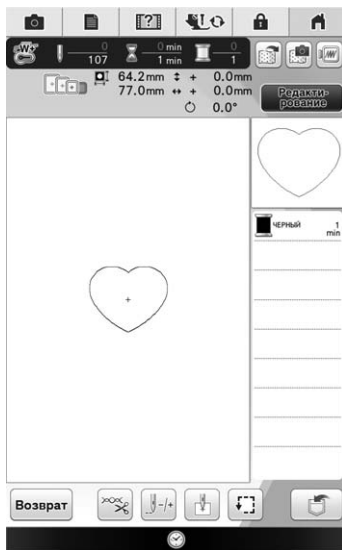 [?]
W+ 0 0 min 0
107 1 min 1
64.2mm + 0.0mm
77.0mm + 0.0mm
0.0°
Редакти-
рование
ЧЕРНЫЙ 1
min
Возврат -/+